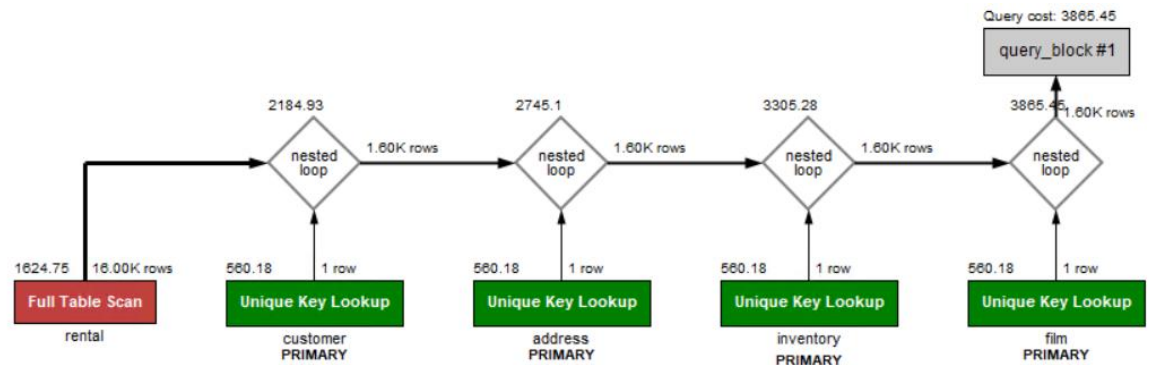 Query cost: 3865.45
query_block #1
2184.93
2745.1
3305.28
3865.45
1.60K rows
nested
loop
1.60K rows
nested
loop
1.60K rows
nested
loop
1.60K rows
nested
loop
1624.75
16.00K rows
560.18
1 row
560.18
1 row
560.18
1 row
560.18
1 row
Full Table Scan
Unique Key Lookup
Unique Key Lookup
Unique Key Lookup
Unique Key Lookup
rental
customer
PRIMARY
address
PRIMARY
inventory
PRIMARY
film
PRIMARY